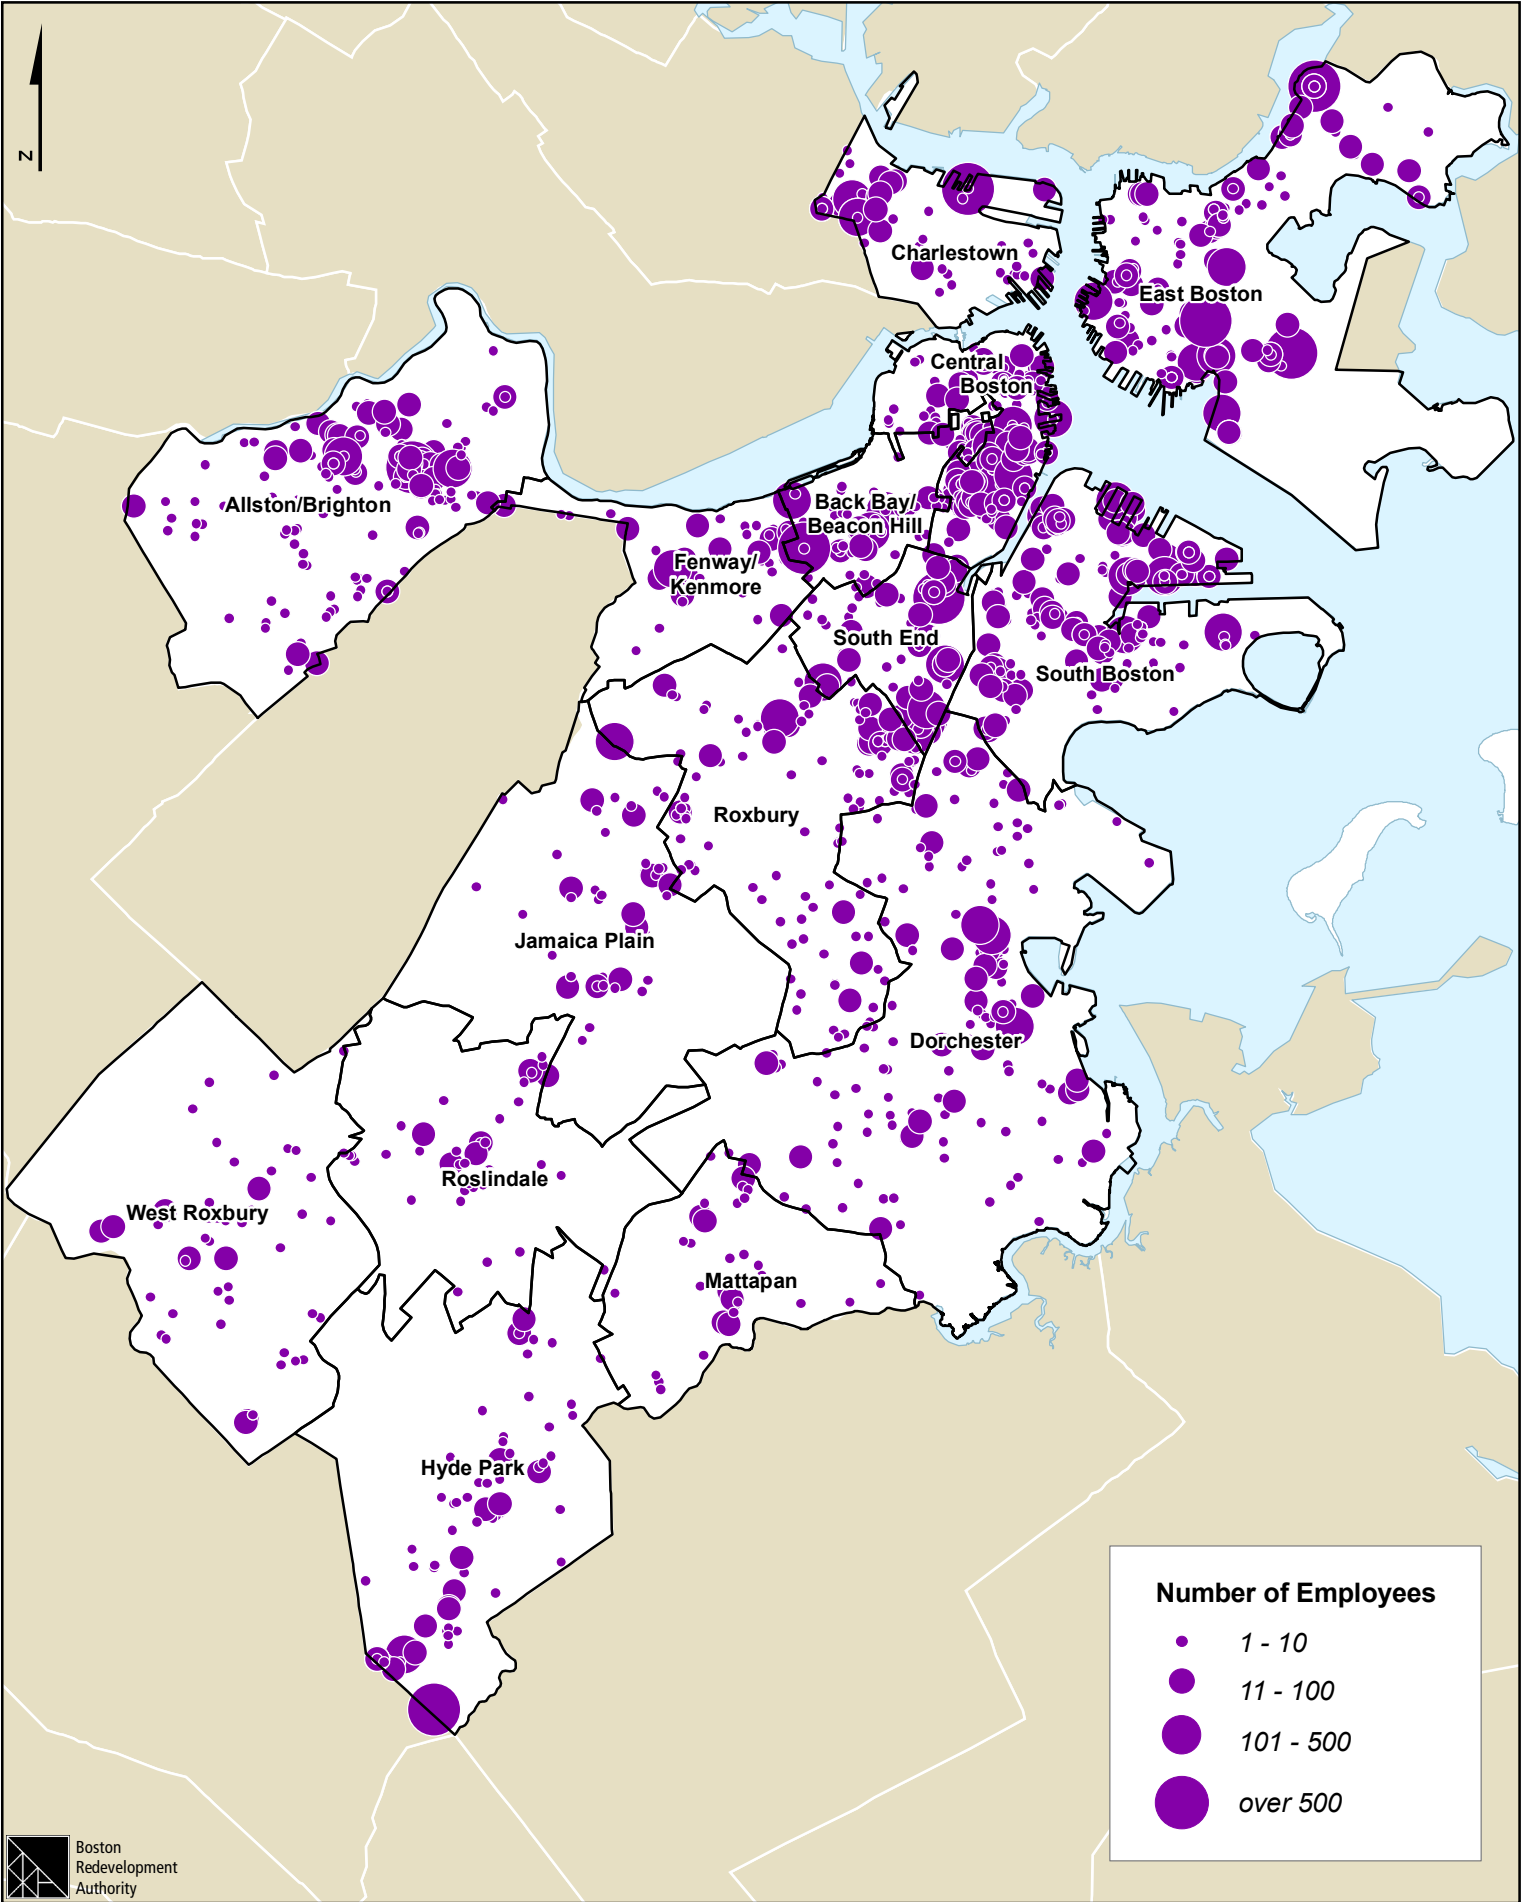 N
Charlestown
East Boston
Central
Boston
Back Bay/
Beacon Hill
Allston/Brighton
Fenway/
Kenmore
South End
South Boston
Roxbury
Jamaica Plain
Dorchester
Roslindale
West Roxbury
Mattapan
Hyde Park
Number of Employees
1 - 10
11 - 100
101 - 500
over 500
Boston
Redevelopment
Authority